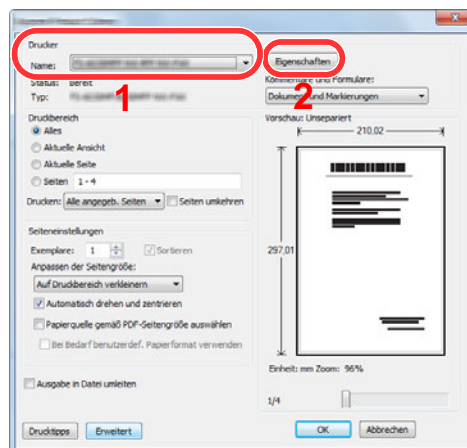 Drucker
Name:
Eigenschaften
Status: Bereit
Kommentare und Formulare:
Typ:
1
2
Dokument und Markierungen
Druckbereich
Vorschau: Unsepariert
Alles
210,02
Aktuelle Ansicht
Aktuelle Seite
Seiten 1 - 4
Drucken: Alle angegeb. Seiten Seiten umkehren
Seiteneinstellungen
Exemplare: 1 Sortieren
297,01
Anpassen der Seitengröße:
Auf Druckbereich verkleinern
Automatisch drehen und zentrieren
Papierquelle gemäß PDF-Seitengröße auswählen
Bei Bedarf benutzerdef. Papierformat verwenden
Einheit: mm Zoom: 96%
Ausgabe in Datei umleiten
1/4
Drucktipps Erweitert OK Abbrechen